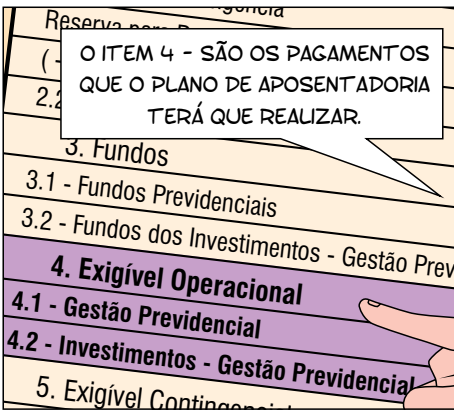 Reserva para
O ITEM 4 - SÃO OS PAGAMENTOS
QUE O PLANO DE APOSENTADORIA
TERÁ QUE REALIZAR.
( -
2.2
3. Fundos
3.1 - Fundos Previdenciais
3.2 - Fundos dos Investimentos - Gestão Prev
4. Exigível Operacional
4.1 - Gestão Previdencial
4.2 - Investimentos - Gestão Previdencial
5. Exigível Contingencial